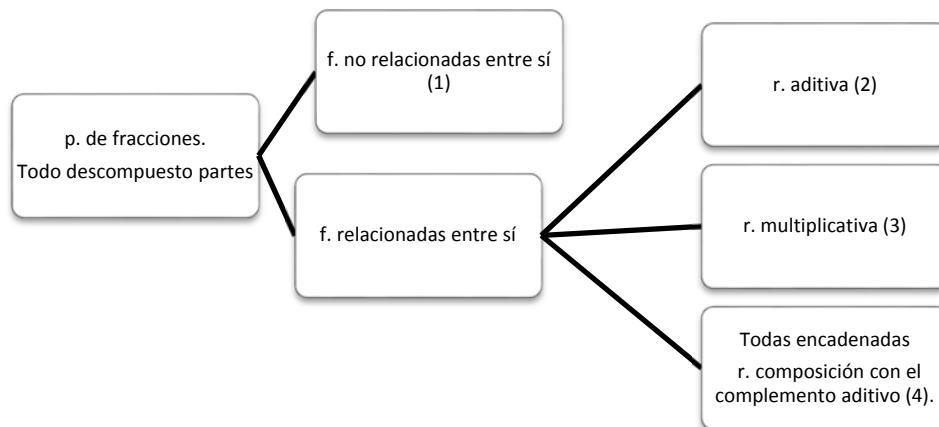 p. de fracciones.
Todo descompuesto partes
f. no relacionadas entre sí
(1)
f. relacionadas entre sí
r. aditiva (2)
r. multiplicativa (3)
Todas encadenadas
r. composición con el
complemento aditivo (4).